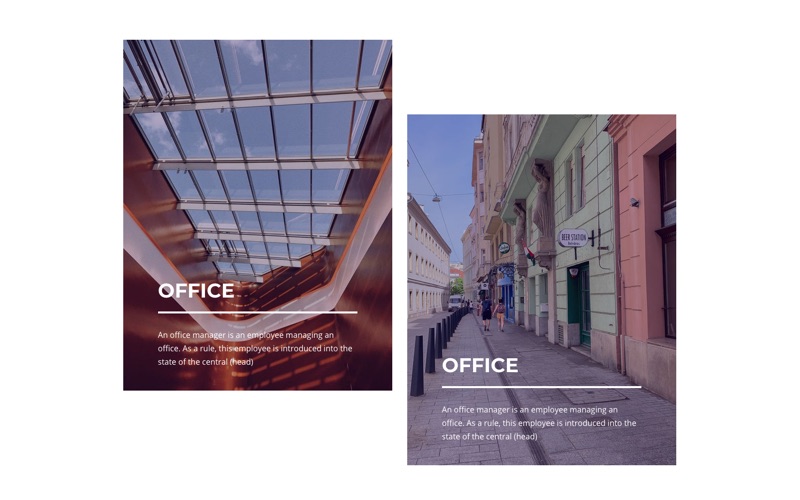 OFFICE
An office manager is an employee managing an
office. As a rule, this employee is introduced into the
state of the central (head)
BEER STATION
OFFICE
An office manager is an employee managing an
office. As a rule, this employee is introduced into the
state of the central (head)